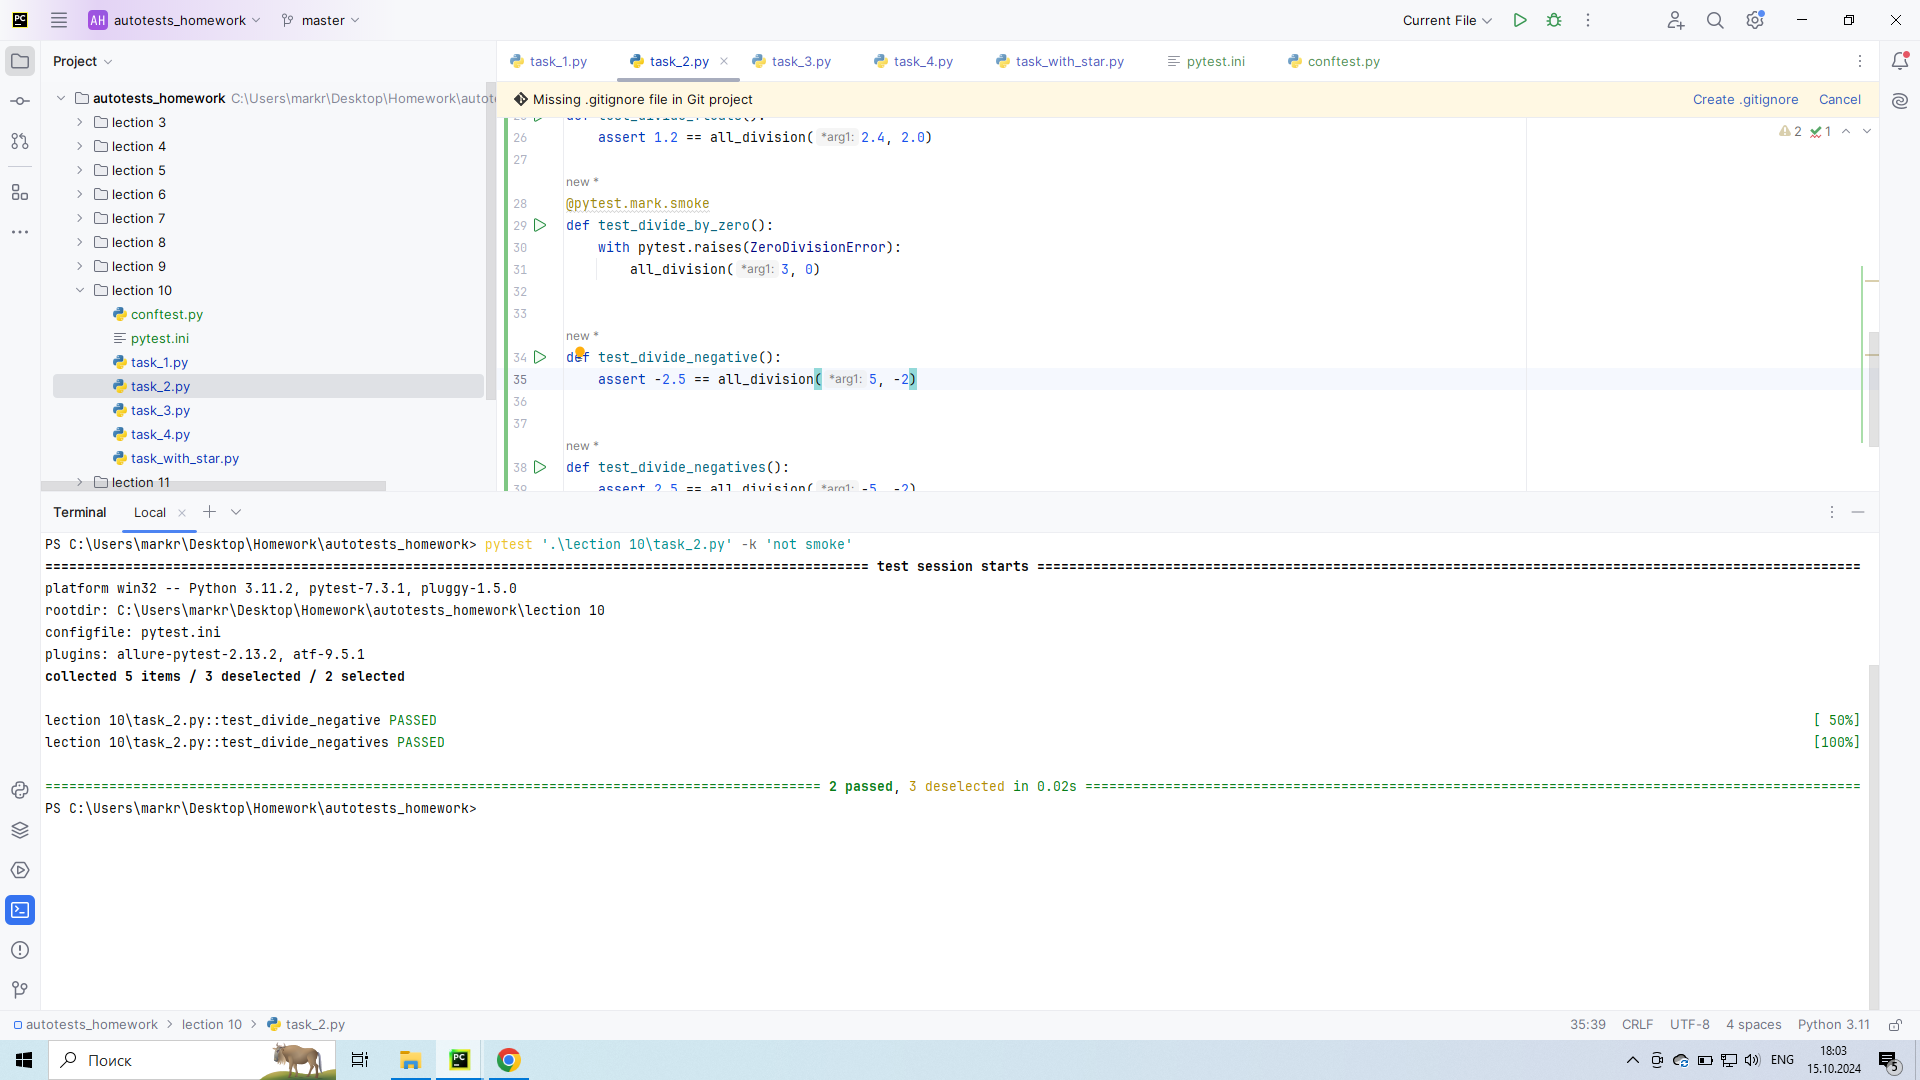 PC AH autotests_homework master Current File
Project
task_1.py task_2.py task_3.py task_4.py task_with_star.py pytest.ini conftest.py
autotests_homework C:\Users\markr\Desktop\Homework\autote
Missing .gitignore file in Git project Create .gitignore Cancel
lection 3
lection 4
lection 5
lection 6
lection 7
lection 8
lection 9
lection 10
conftest.py
pytest.ini
task_1.py
task_2.py
task_3.py
task_4.py
task_with_star.py
lection 11
2 1
26 assert 1.2 == all_division( *arg1: 2.4, 2.0)
27
new *
28 @pytest.mark.smoke
29 def test_divide_by_zero():
30 with pytest.raises(ZeroDivisionError):
31 all_division( *arg1: 3, 0)
32
33
new *
34 def test_divide_negative():
35 assert -2.5 == all_division( *arg1: 5, -2)
36
37
new *
38 def test_divide_negatives():
39 assert 2.5 == all_division( *arg1: -5, -2)
Terminal Local
PS C:\Users\markr\Desktop\Homework\autotests_homework> pytest '.\lection 10\task_2.py' -k 'not smoke'
test session starts
platform win32 -- Python 3.11.2, pytest-7.3.1, pluggy-1.5.0
rootdir: C:\Users\markr\Desktop\Homework\autotests_homework\lection 10
configfile: pytest.ini
plugins: allure-pytest-2.13.2, atf-9.5.1
collected 5 items / 3 deselected / 2 selected
lection 10\task_2.py::test_divide_negative PASSED [ 50%]
lection 10\task_2.py::test_divide_negatives PASSED [100%]
2 passed, 3 deselected in 0.02s
PS C:\Users\markr\Desktop\Homework\autotests_homework>
autotests_homework > lection 10 > task_2.py 35:39 CRLF UTF-8 4 spaces Python 3.11
Поиск PC ENG 18:03
15.10.2024 5